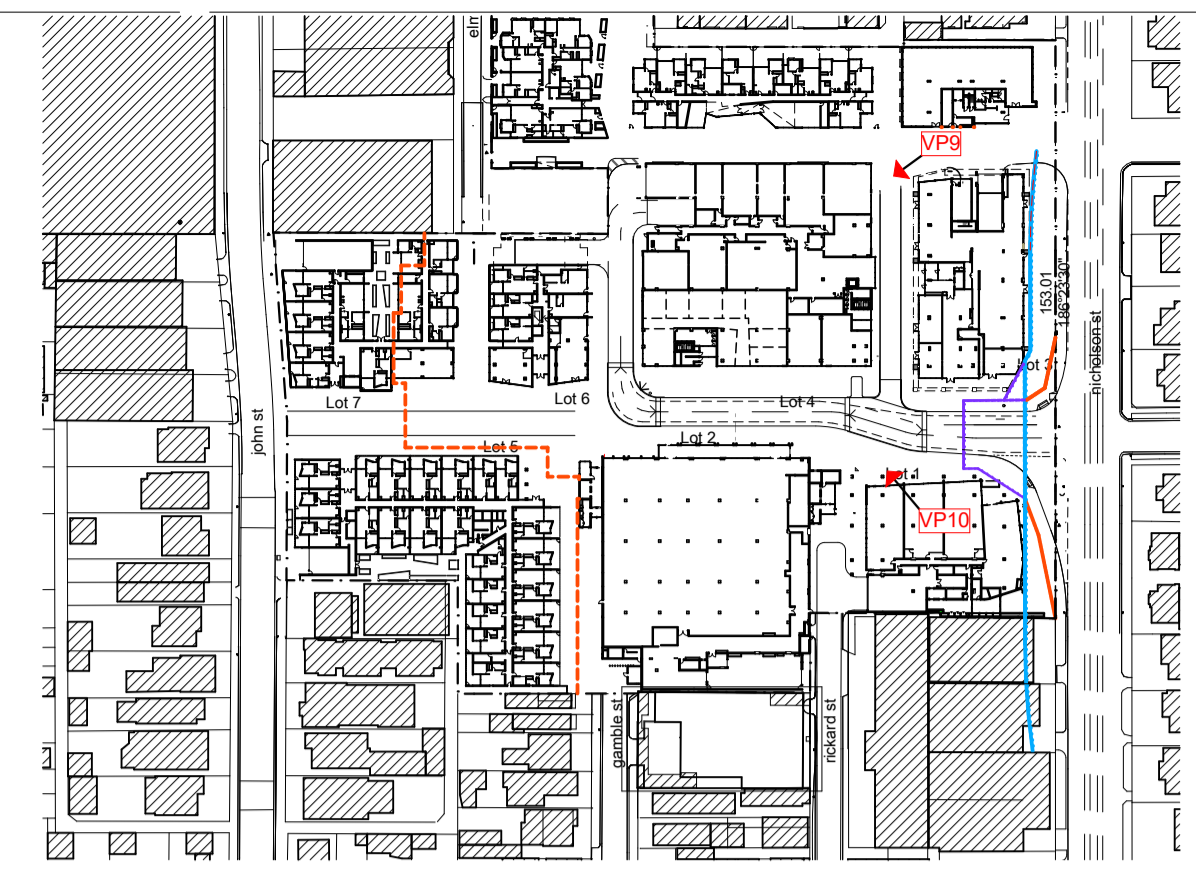 elm
VP9
153.01
186°23'30"
nicholson st
Lot 3
Lot 7
Lot 6
Lot 4
john st
Lot 5
Lot 2
Lot 1
VP10
gamble st
rickard st